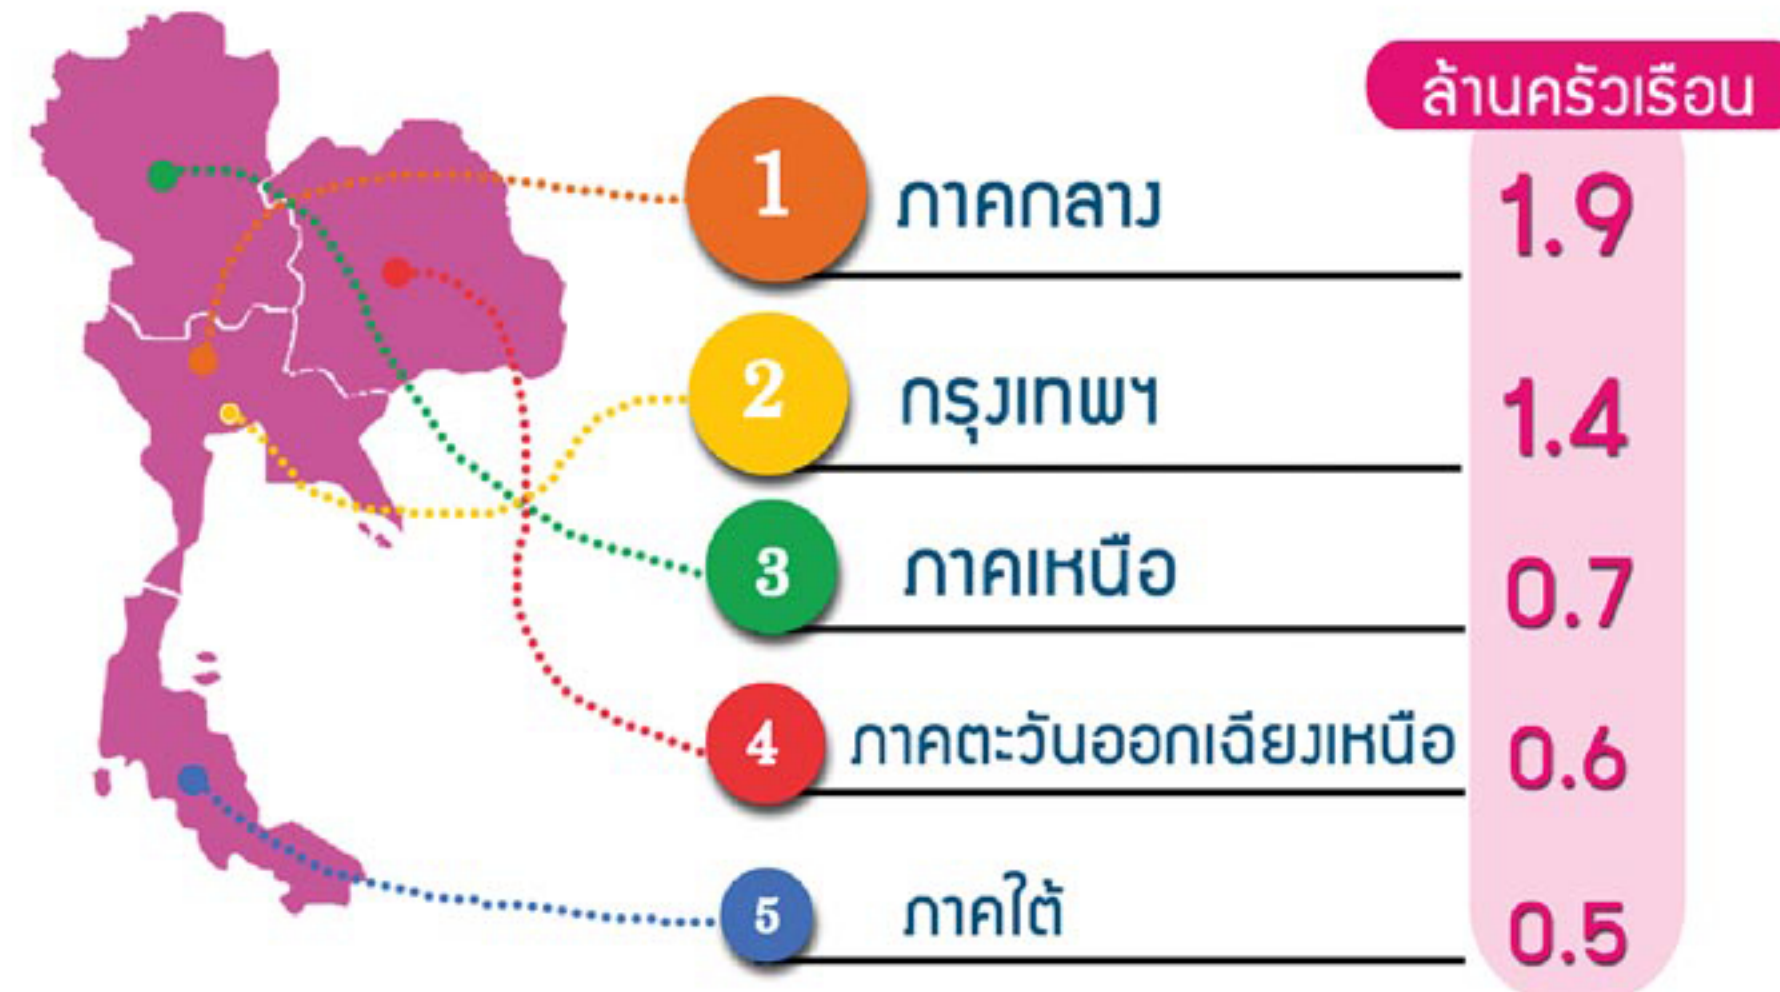 ล้านครัวเรือน
1 ภาคกลาง 1.9
2 กรุงเทพฯ 1.4
3 ภาคเหนือ 0.7
4 ภาคตะวันออกเฉียงเหนือ 0.6
5 ภาคใต้ 0.5